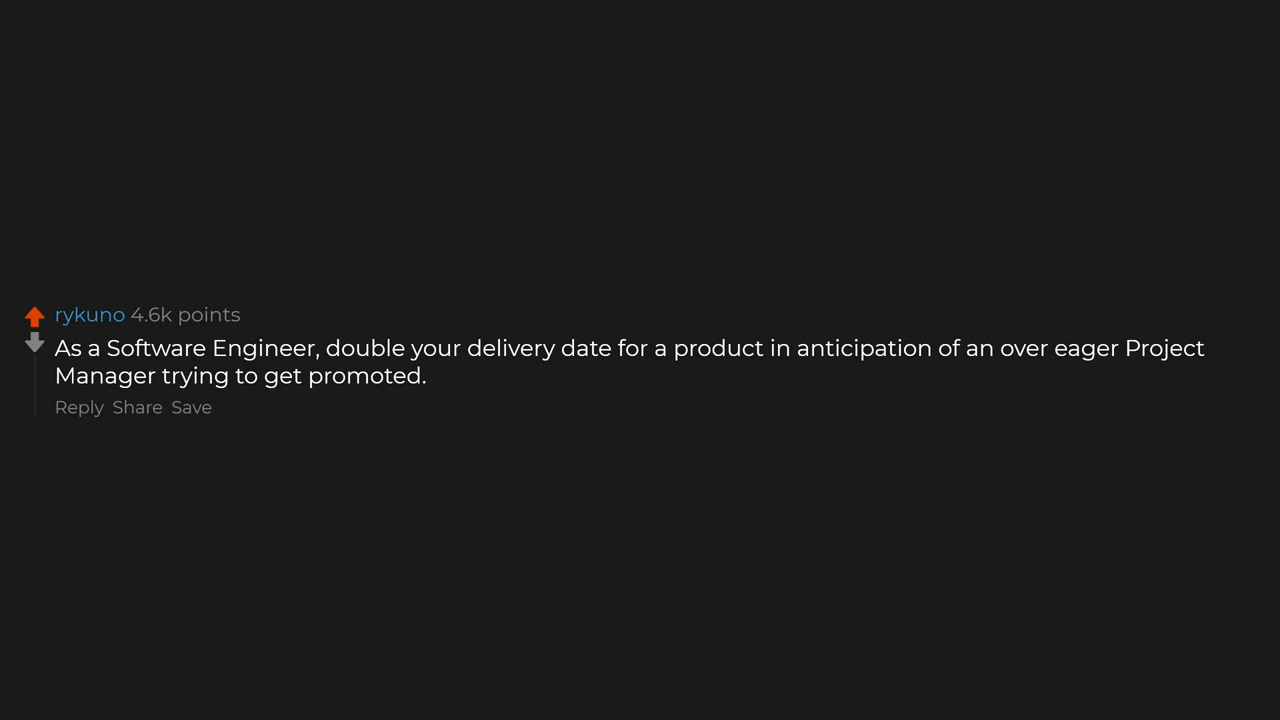 rykuno 4.6k points
As a Software Engineer, double your delivery date for a product in anticipation of an over eager Project
Manager trying to get promoted.
Reply Share Save